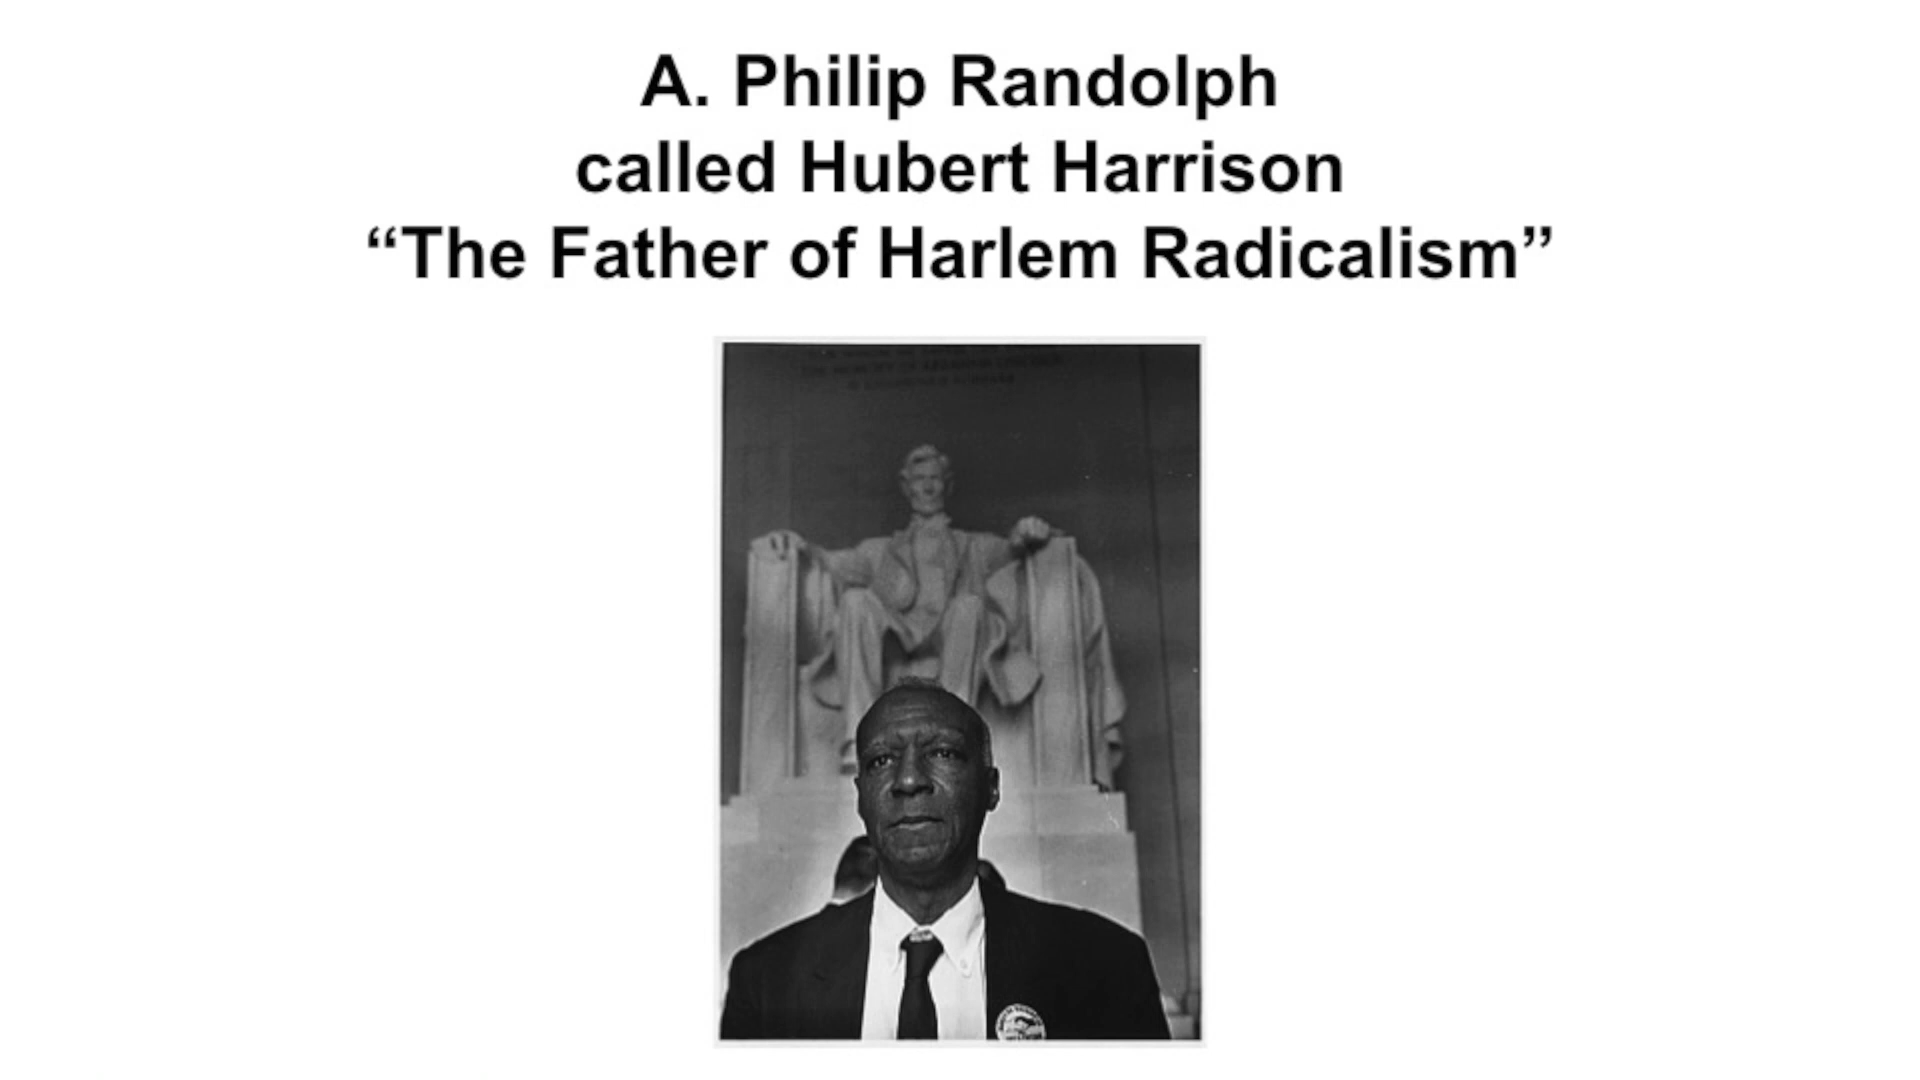 A. Philip Randolph
called Hubert Harrison
“The Father of Harlem Radicalism”